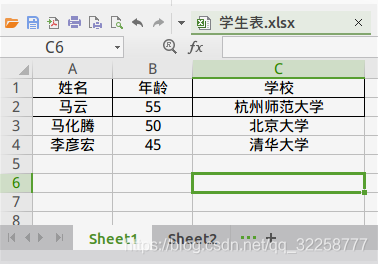 学生表.xlsx
C6 fx
A B C
1 姓名 年龄 学校
2 马云 55 杭州师范大学
3 马化腾 50 北京大学
4 李彦宏 45 清华大学
5
6
7
8
Sheet1 Sheet2 ••• +
https://blog.csdn.net/qq_32258777